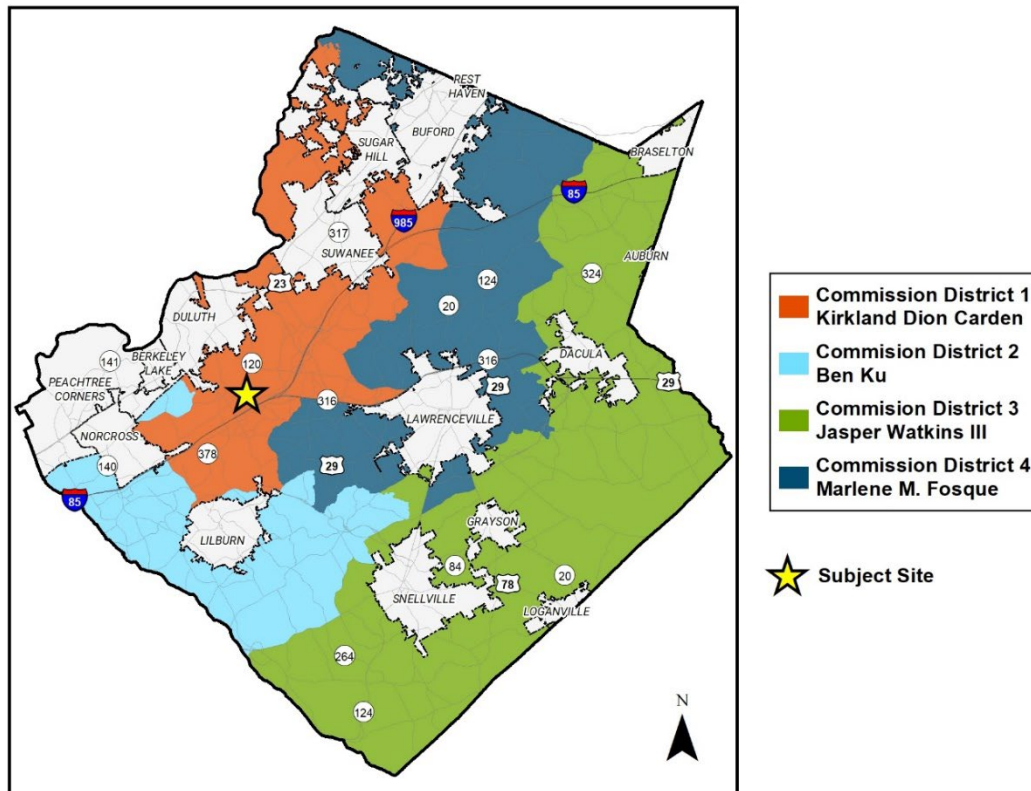 REST
HAVEN
BUFORD
SUGAR
HILL
BRASELTON
85
985
317
SUWANEE
324
AUBURN
23
124
20
DULUTH
141
BERKELEY
LAKE
120
316
DACULA
PEACHTREE
CORNERS
29
29
316
LAWRENCEVILLE
NORCROSS
378
140
29
85
LILBURN
GRAYSON
84
78
20
SNELLVILLE
LOGANVILLE
264
124
N
Commission District 1
Kirkland Dion Carden
Commision District 2
Ben Ku
Commision District 3
Jasper Watkins III
Commission District 4
Marlene M. Fosque
Subject Site